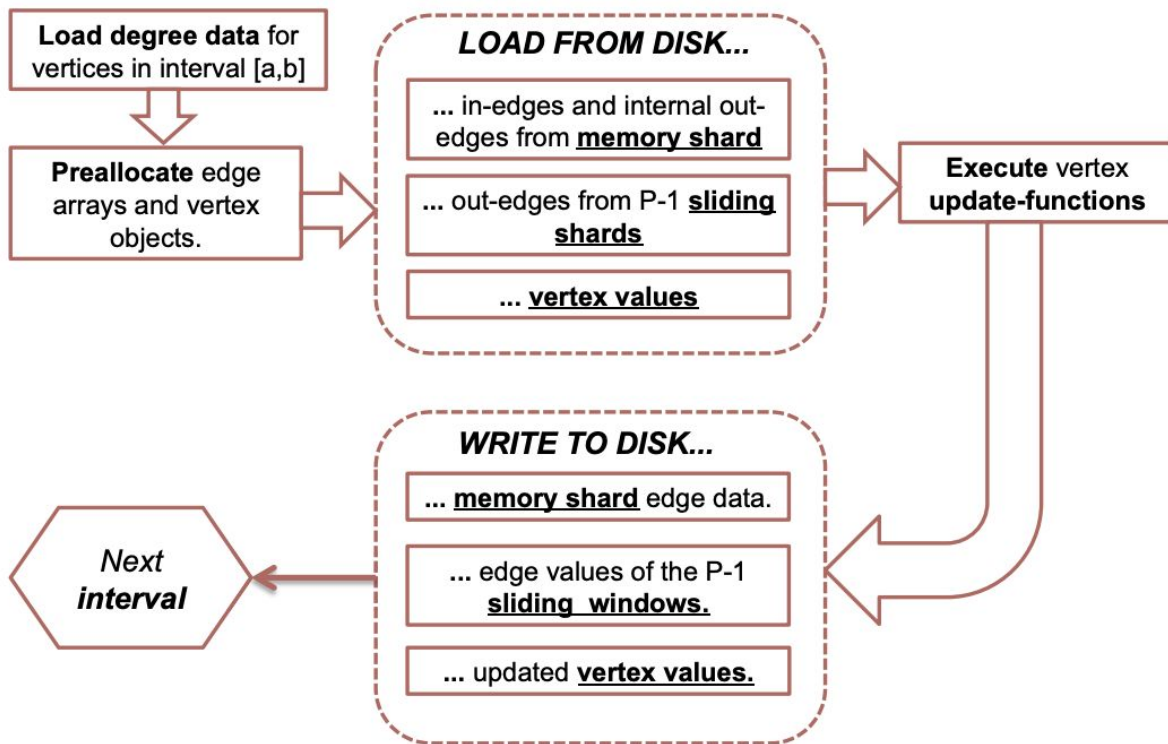 Load degree data for
vertices in interval [a,b]
Preallocate edge
arrays and vertex
objects.
LOAD FROM DISK...
... in-edges and internal out-
edges from memory shard
... out-edges from P-1 sliding
shards
... vertex values
Execute vertex
update-functions
WRITE TO DISK...
... memory shard edge data.
... edge values of the P-1
sliding windows.
... updated vertex values.
Next
interval